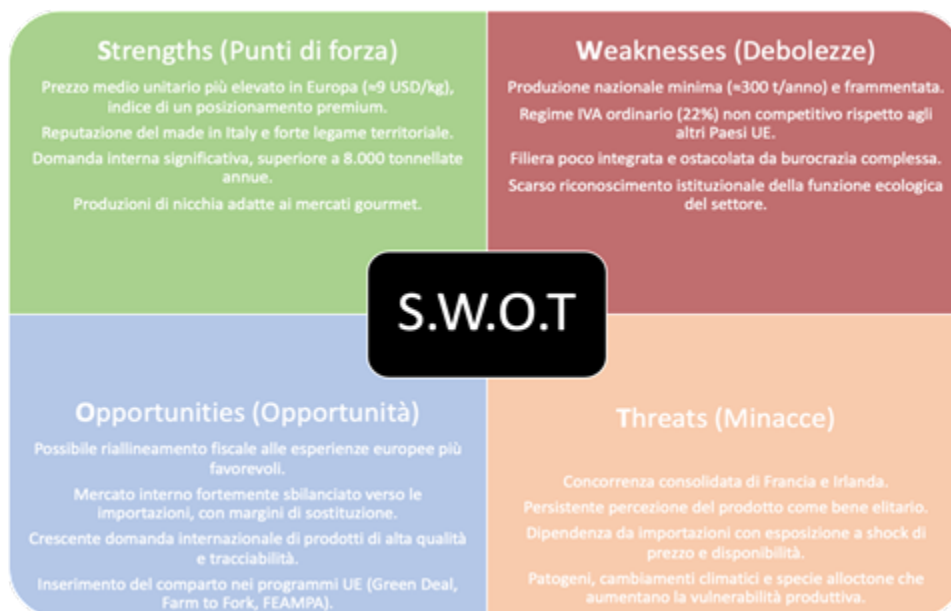 Strengths (Punti di forza)
Prezzo medio unitario più elevato in Europa (≈9 USD/kg),
indice di un posizionamento premium.
Reputazione del made in Italy e forte legame territoriale.
Domanda interna significativa, superiore a 8.000 tonnellate
annue.
Produzioni di nicchia adatte ai mercati gourmet.
Weaknesses (Debolezze)
Produzione nazionale minima (≈300 t/anno) e frammentata.
Regime IVA ordinario (22%) non competitivo rispetto agli
altri Paesi UE.
Filiera poco integrata e ostacolata da burocrazia complessa.
Scarso riconoscimento istituzionale della funzione ecologica
del settore.
S.W.O.T
Opportunities (Opportunità)
Possibile riallineamento fiscale alle esperienze europee più
favorevoli.
Mercato interno fortemente sbilanciato verso le
importazioni, con margini di sostituzione.
Crescente domanda internazionale di prodotti di alta qualità
e tracciabilità.
Inserimento del comparto nei programmi UE (Green Deal,
Farm to Fork, FEAMPA).
Threats (Minacce)
Concorrenza consolidata di Francia e Irlanda.
Persistente percezione del prodotto come bene elitario.
Dipendenza da importazioni con esposizione a shock di
prezzo e disponibilità.
Patogeni, cambiamenti climatici e specie alloctone che
aumentano la vulnerabilità produttiva.